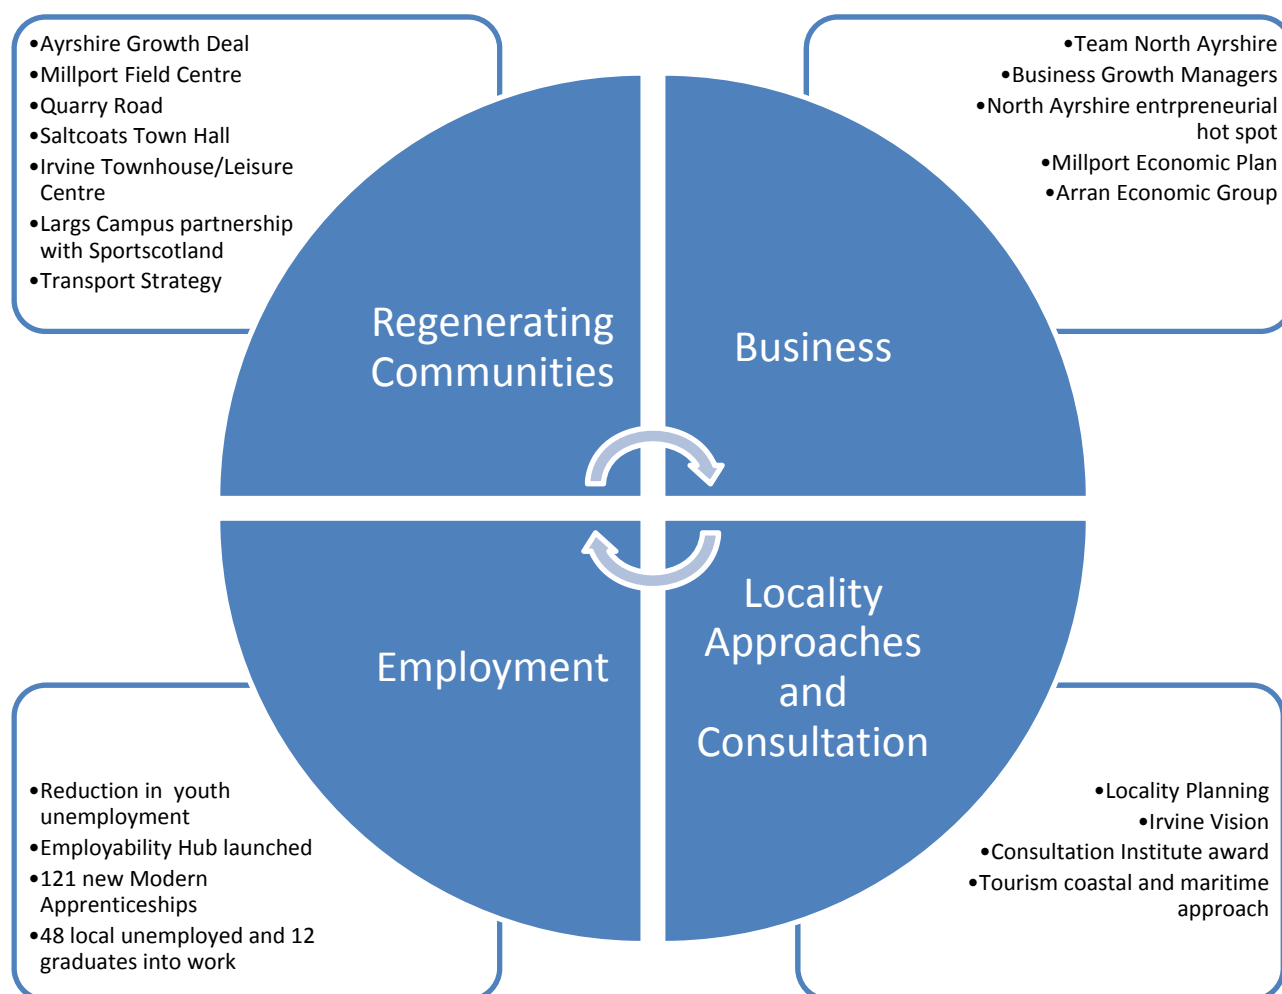 •Ayrshire Growth Deal
•Millport Field Centre
•Quarry Road
•Saltcoats Town Hall
•Irvine Townhouse/Leisure
Centre
•Largs Campus partnership
with Sportscotland
•Transport Strategy
•Team North Ayrshire
•Business Growth Managers
•North Ayrshire entrpreneurial
hot spot
•Millport Economic Plan
•Arran Economic Group
Regenerating
Communities
Business
Employment
Locality
Approaches
and
Consultation
•Reduction in youth
unemployment
•Employability Hub launched
•121 new Modern
Apprenticeships
•48 local unemployed and 12
graduates into work
•Locality Planning
•Irvine Vision
•Consultation Institute award
•Tourism coastal and maritime
approach